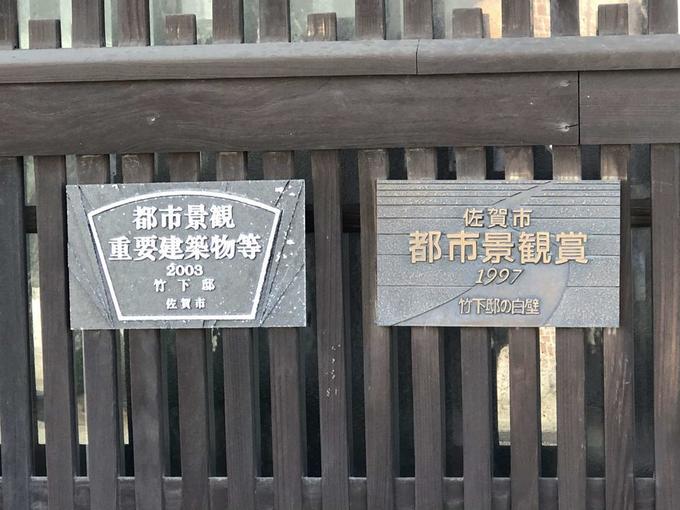 都市景観
重要建築物等
2003
竹下邸
佐賀市
佐賀市
都市景観賞
1997
竹下邸の白壁